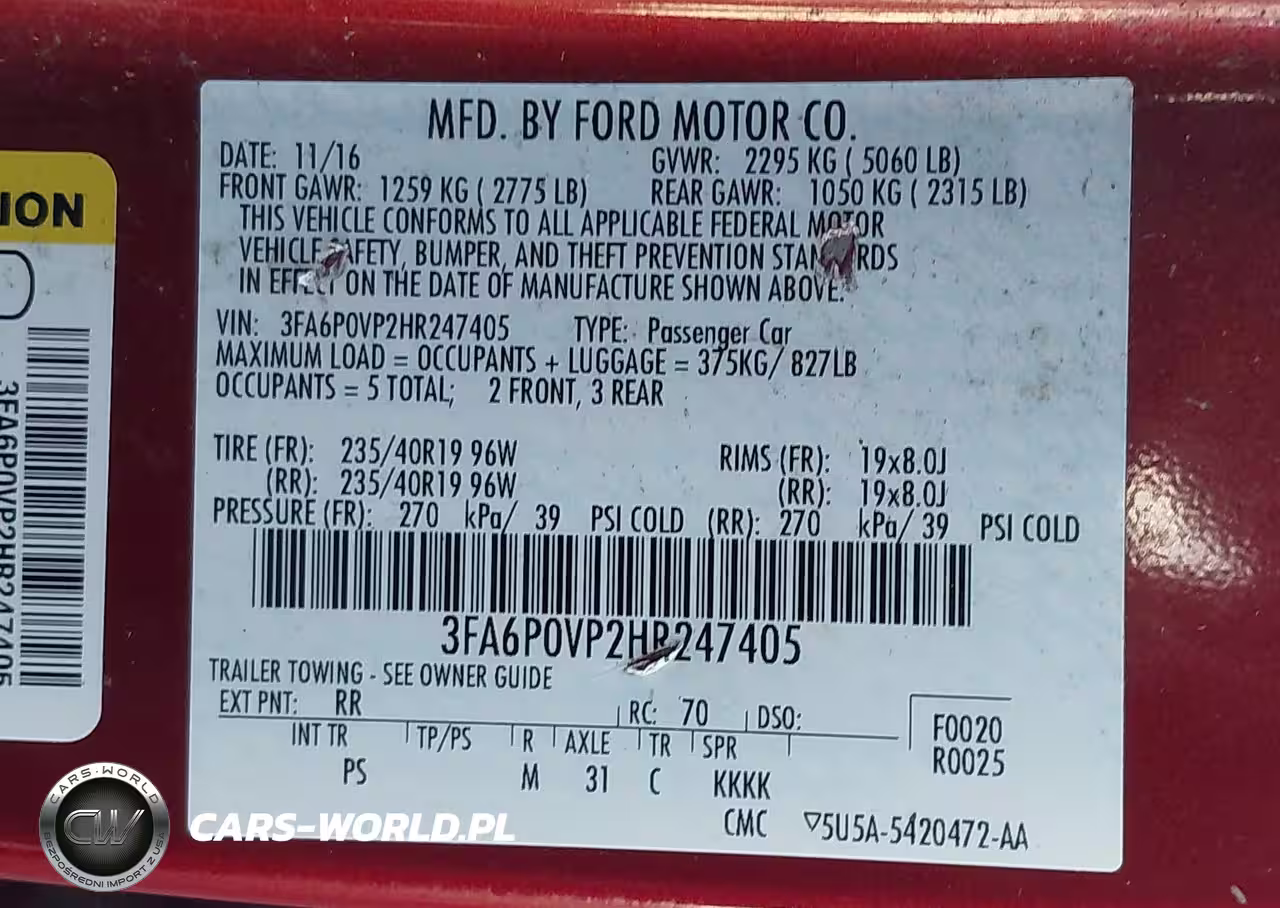 MFD. BY FORD MOTOR CO.
DATE: 11/16 GVWR: 2295 KG ( 5060 LB)
FRONT GAWR: 1259 KG ( 2775 LB) REAR GAWR: 1050 KG ( 2315 LB)
THIS VEHICLE CONFORMS TO ALL APPLICABLE FEDERAL MOTOR
VEHICLE SAFETY, BUMPER, AND THEFT PREVENTION STANDARDS
IN EFFECT ON THE DATE OF MANUFACTURE SHOWN ABOVE.
VIN: 3FA6P0VP2HR247405 TYPE: Passenger Car
MAXIMUM LOAD = OCCUPANTS + LUGGAGE = 375KG/ 827LB
OCCUPANTS = 5 TOTAL; 2 FRONT, 3 REAR
TIRE (FR): 235/40R19 96W RIMS (FR): 19x8.0J
(RR): 235/40R19 96W (RR): 19x8.0J
PRESSURE (FR): 270 kPa/ 39 PSI COLD (RR): 270 kPa/ 39 PSI COLD
3FA6P0VP2HR247405
TRAILER TOWING - SEE OWNER GUIDE
EXT PNT: RR RC: 70 DSO:
INT TR TP/PS R AXLE TR SPR
PS M 31 C KKKK
F0020
R0025
CMC ▽5U5A-5420472-AA
ION
3FA6P0VP2HR247405
CARS-WORLD
CW
BEZPOŚREDNI IMPORT Z USA
CARS-WORLD.PL